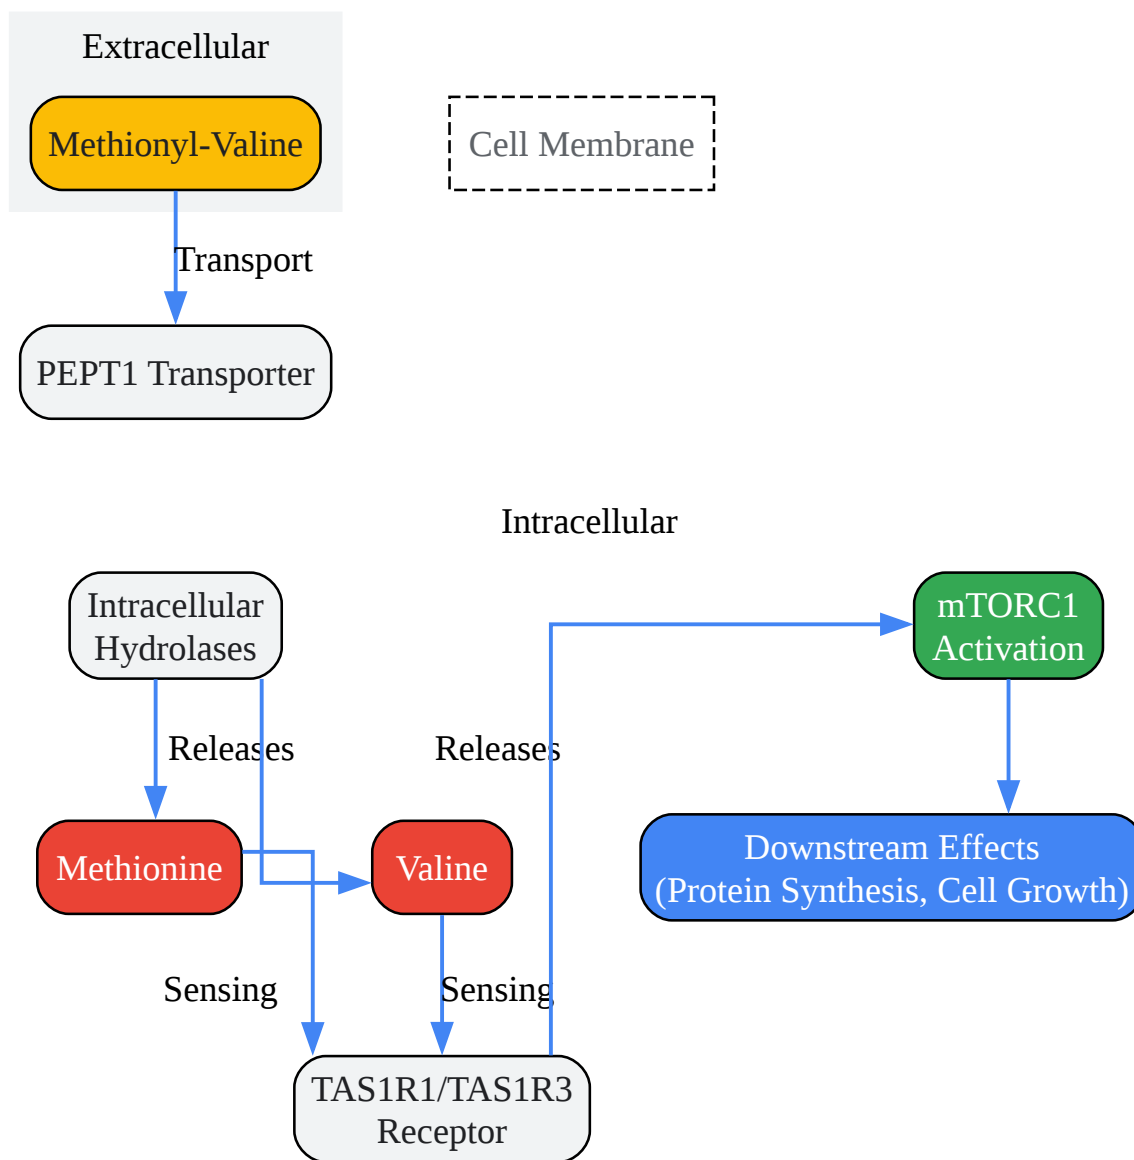 Extracellular
Methionyl-Valine
Cell Membrane
Transport
PEPT1 Transporter
Intracellular
Intracellular
Hydrolases
mTORC1
Activation
Releases
Releases
Methionine
Valine
Downstream Effects
(Protein Synthesis, Cell Growth)
Sensing
Sensing
TAS1R1/TAS1R3
Receptor